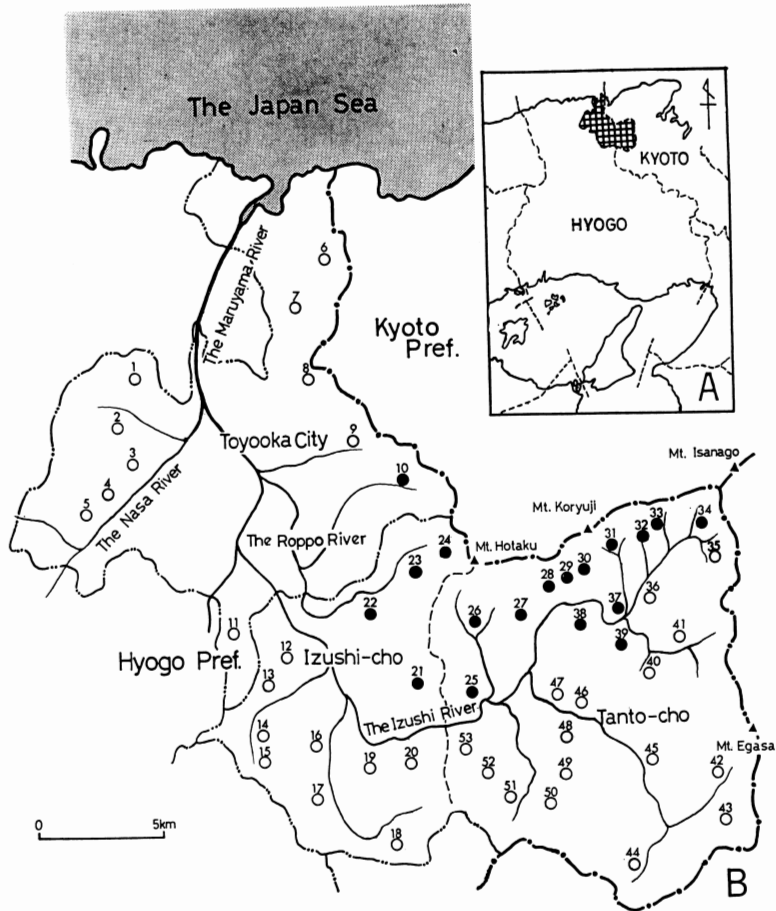 The Japan Sea
KYOTO
HYOGO
A
The Maruyama River
6
7
Kyoto
Pref.
8
1
2
3
4
5
The Nasa River
Toyooka City
9
10
The Roppo River
Mt. Isanago
Mt. Koryuji
Mt. Hotaku
33
34
32
31
35
30
29
28
24
23
22
26
27
37
36
38
39
41
40
11
Hyogo Pref.
12
Izushi-cho
13
21
25
The Izushi River
47
46
Tanto-cho
14
15
16
17
18
19
20
53
52
51
48
49
50
45
42
Mt. Egasa
43
44
0
5km
B